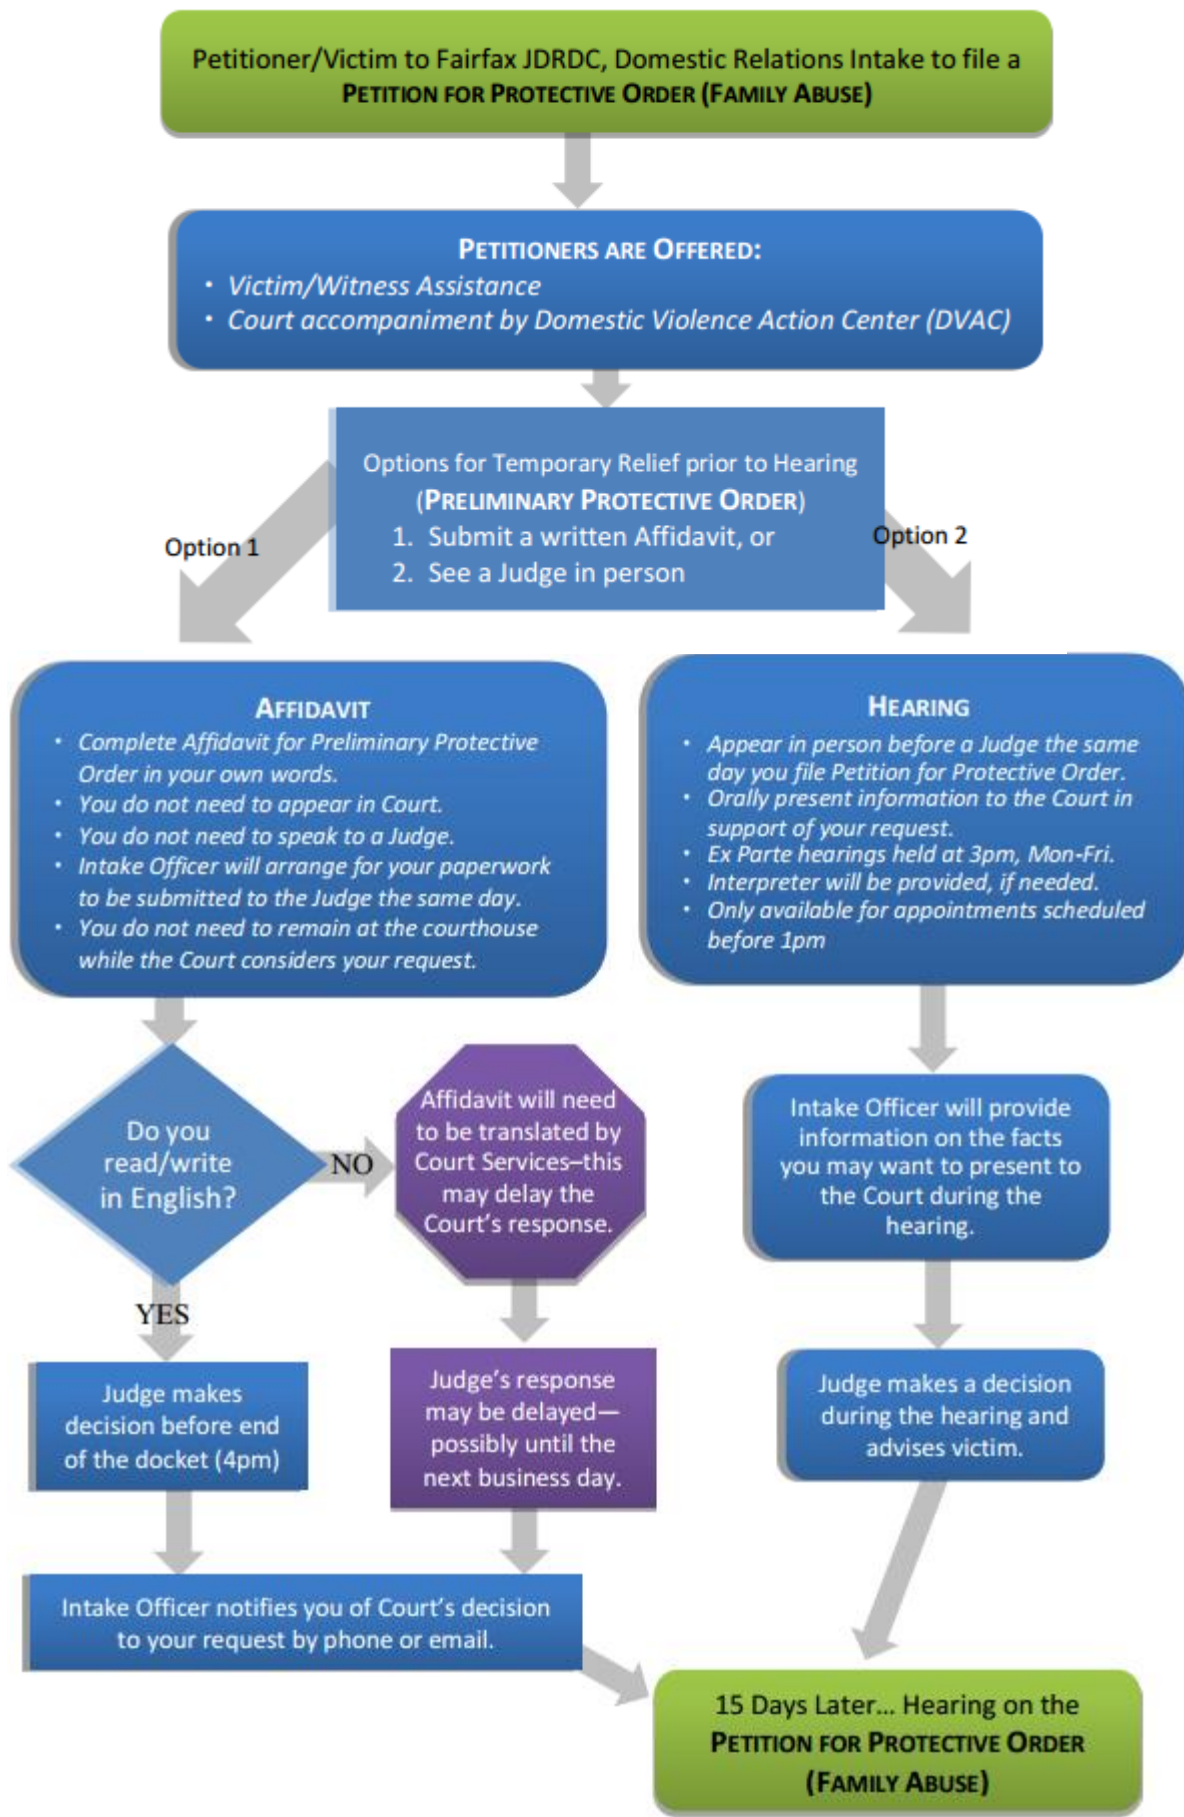 Petitioner/Victim to Fairfax JDRDC, Domestic Relations Intake to file a
PETITION FOR PROTECTIVE ORDER (FAMILY ABUSE)
PETITIONERS ARE OFFERED:
• Victim/Witness Assistance
• Court accompaniment by Domestic Violence Action Center (DVAC)
Options for Temporary Relief prior to Hearing
(PRELIMINARY PROTECTIVE ORDER)
1. Submit a written Affidavit, or
2. See a Judge in person
Option 1
Option 2
AFFIDAVIT
• Complete Affidavit for Preliminary Protective
Order in your own words.
• You do not need to appear in Court.
• You do not need to speak to a Judge.
• Intake Officer will arrange for your paperwork
to be submitted to the Judge the same day.
• You do not need to remain at the courthouse
while the Court considers your request.
HEARING
• Appear in person before a Judge the same
day you file Petition for Protective Order.
• Orally present information to the Court in
support of your request.
• Ex Parte hearings held at 3pm, Mon-Fri.
• Interpreter will be provided, if needed.
• Only available for appointments scheduled
before 1pm
Do you
read/write
in English?
NO
Affidavit will need
to be translated by
Court Services–this
may delay the
Court's response.
Intake Officer will provide
information on the facts
you may want to present to
the Court during the
hearing.
YES
Judge makes
decision before end
of the docket (4pm)
Judge's response
may be delayed—
possibly until the
next business day.
Judge makes a decision
during the hearing and
advises victim.
Intake Officer notifies you of Court's decision
to your request by phone or email.
15 Days Later... Hearing on the
PETITION FOR PROTECTIVE ORDER
(FAMILY ABUSE)